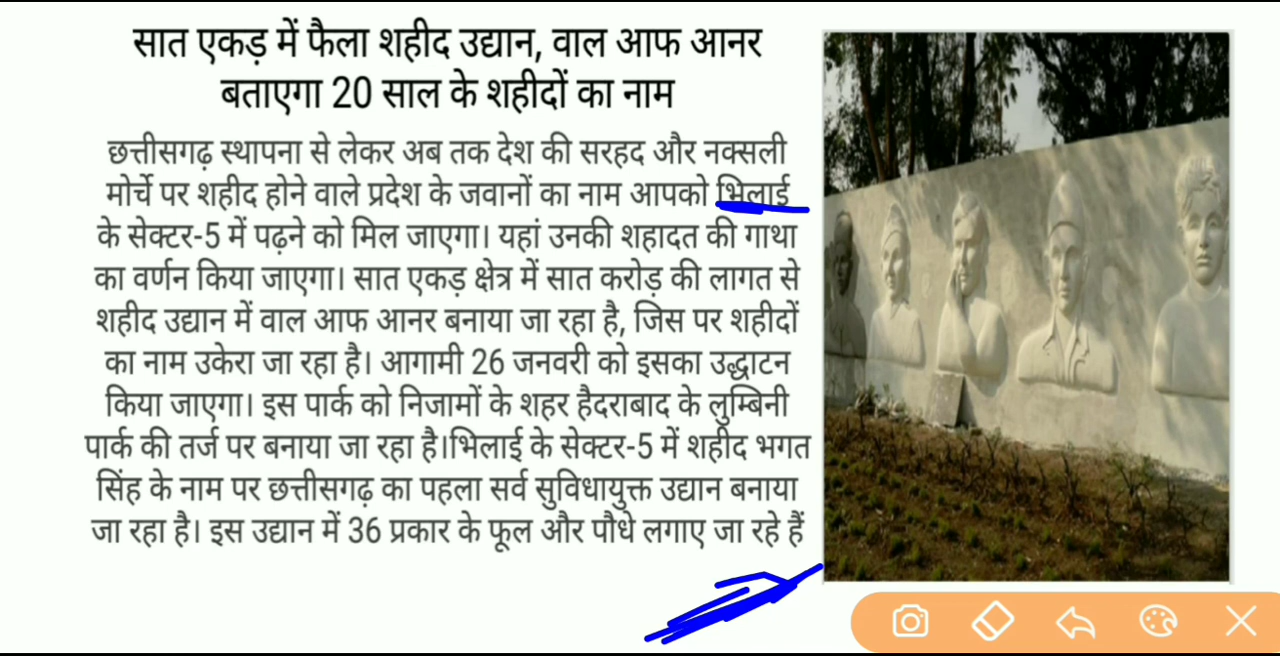 सात एकड़ में फैला शहीद उद्यान, वाल आफ आनर
बताएगा 20 साल के शहीदों का नाम
छत्तीसगढ़ स्थापना से लेकर अब तक देश की सरहद और नक्सली
मोर्चे पर शहीद होने वाले प्रदेश के जवानों का नाम आपको भिलाई
के सेक्टर-5 में पढ़ने को मिल जाएगा। यहां उनकी शहादत की गाथा
का वर्णन किया जाएगा। सात एकड़ क्षेत्र में सात करोड़ की लागत से
शहीद उद्यान में वाल आफ आनर बनाया जा रहा है, जिस पर शहीदों
का नाम उकेरा जा रहा है। आगामी 26 जनवरी को इसका उद्घाटन
किया जाएगा। इस पार्क को निजामों के शहर हैदराबाद के लुम्बिनी
पार्क की तर्ज पर बनाया जा रहा है।भिलाई के सेक्टर-5 में शहीद भगत
सिंह के नाम पर छत्तीसगढ़ का पहला सर्व सुविधायुक्त उद्यान बनाया
जा रहा है। इस उद्यान में 36 प्रकार के फूल और पौधे लगाए जा रहे हैं